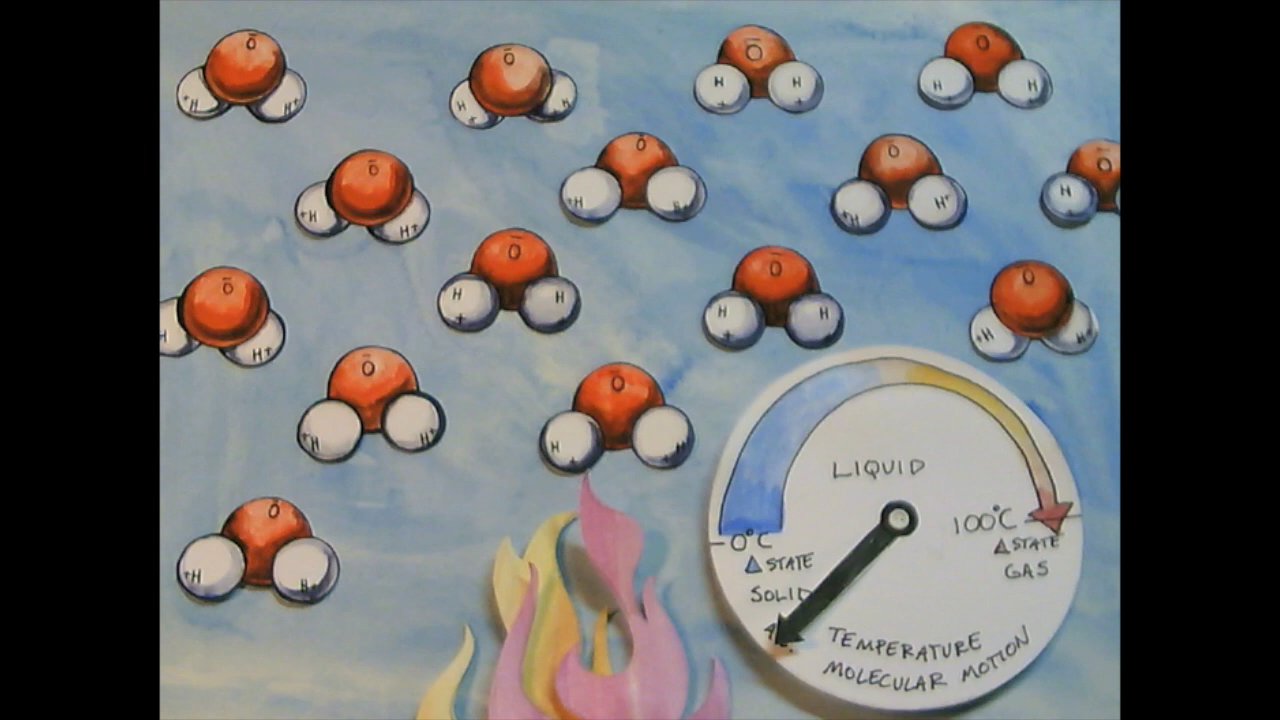 Ō
+H H+
Ō
H+ H+
Ō
H+ H+
O
H H
Ō
+H H+
Ō
+H H+
Ō
+H H+
Ō
H
Ō
H+ H
Ō
H+ H
Ō
H H+
Ō
+H H+
Ō
+H H+
Ō
H+ H
Ō
+H H+
LIQUID
0°C
△STATE
SOLID
100°C
△STATE
GAS
TEMPERATURE
MOLECULAR MOTION